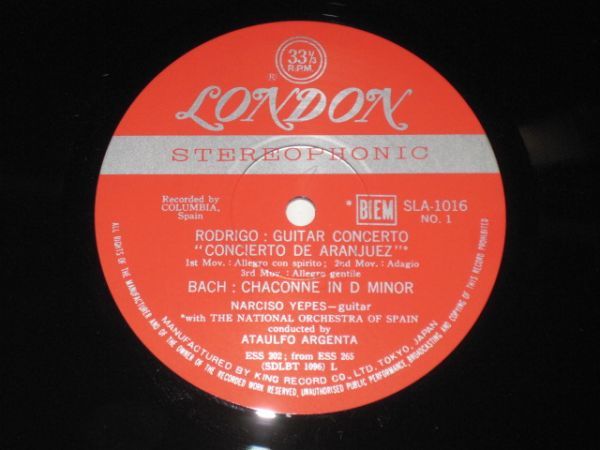 33 1/3
R.P.M.
R
LONDON
STEREOPHONIC
Recorded by
COLUMBIA,
Spain
* BIEM SLA-1016
NO. 1
RODRIGO : GUITAR CONCERTO
"CONCIERTO DE ARANJUEZ"*
1st Mov. : Allegro con spirito ; 2nd Mov. : Adagio
3rd Mov. : Allegro gentile
BACH : CHACONNE IN D MINOR
NARCISO YEPES—guitar
*with THE NATIONAL ORCHESTRA OF SPAIN
conducted by
ATAULFO ARGENTA
ESS 202 ; from ESS 265
(SDLBT 1096) L
MANUFACTURED BY KING RECORD CO., LTD. TOKYO, JAPAN
ALL RIGHTS OF THE MANUFACTURER AND OF THE OWNER OF THE RECORDED WORK RESERVED. UNAUTHORISED PUBLIC PERFORMANCE, BROADCASTING AND COPYING OF THIS RECORD PROHIBITED